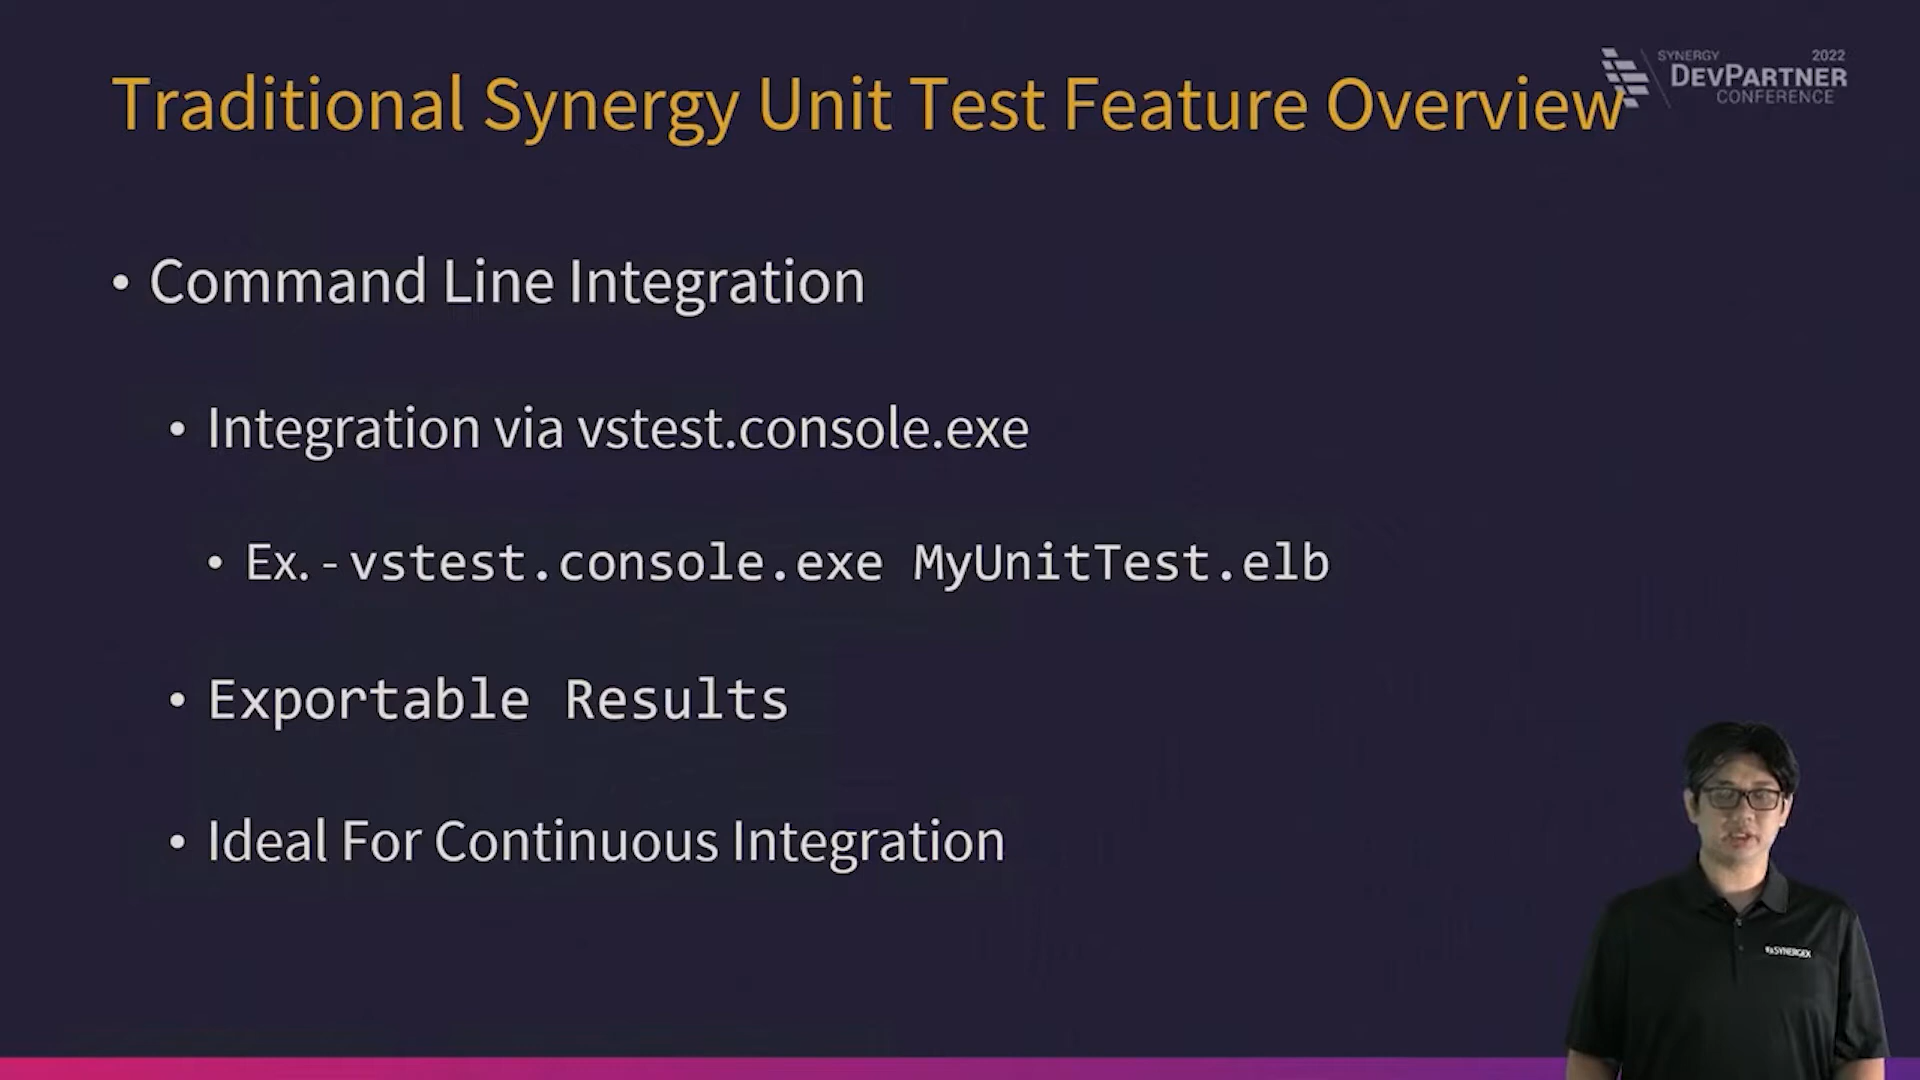 Traditional Synergy Unit Test Feature Overview
SYNERGY 2022
DEVPARTNER
CONFERENCE
• Command Line Integration
• Integration via vstest.console.exe
• Ex. - vstest.console.exe MyUnitTest.elb
• Exportable Results
• Ideal For Continuous Integration
SYNERGEX